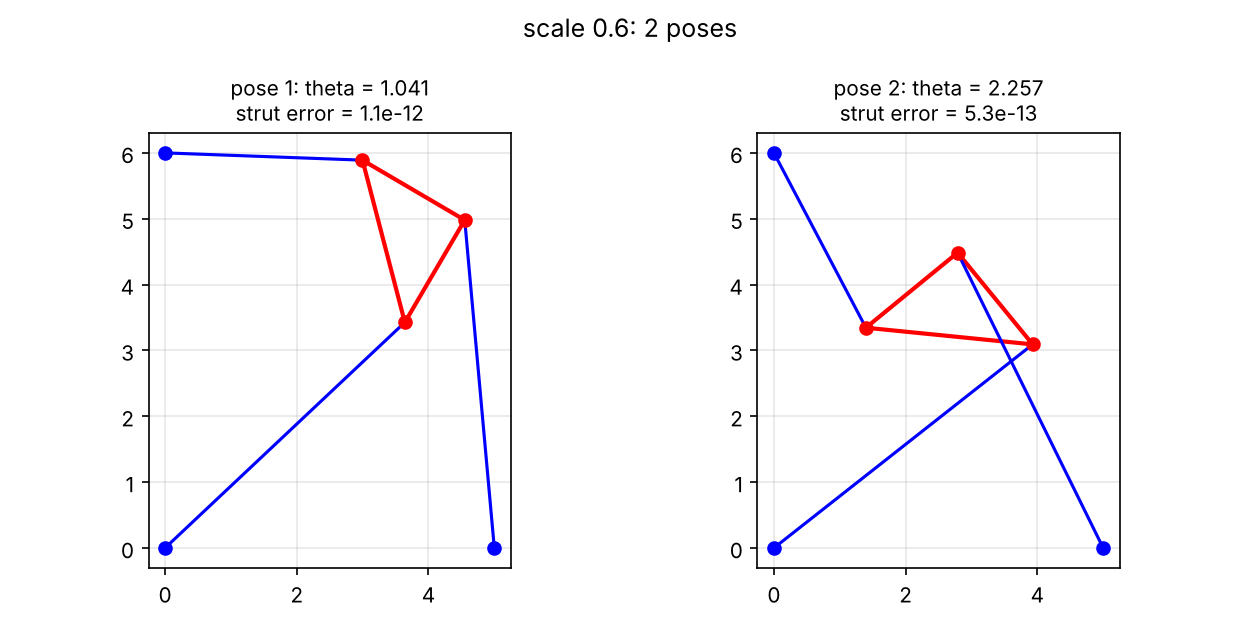 scale 0.6: 2 poses
pose 1: theta = 1.041
strut error = 1.1e-12
6
5
4
3
2
1
0
0 2 4
pose 2: theta = 2.257
strut error = 5.3e-13
6
5
4
3
2
1
0
0 2 4